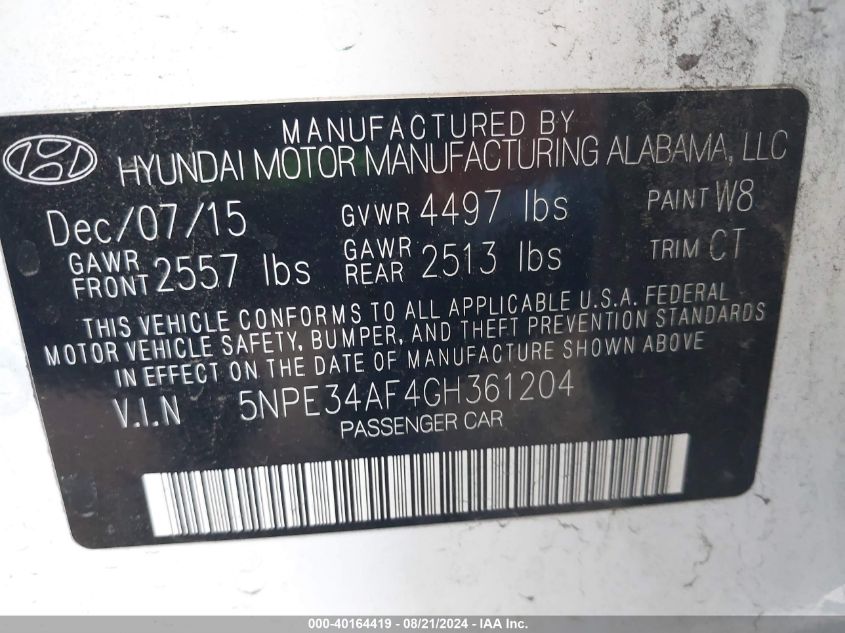 MANUFACTURED BY
HYUNDAI MOTOR MANUFACTURING ALABAMA, LLC
Dec/07/15 GVWR 4497 lbs PAINT W8
GAWR FRONT 2557 lbs GAWR REAR 2513 lbs TRIM CT
THIS VEHICLE CONFORMS TO ALL APPLICABLE U.S.A. FEDERAL
MOTOR VEHICLE SAFETY, BUMPER, AND THEFT PREVENTION STANDARDS
IN EFFECT ON THE DATE OF MANUFACTURE SHOWN ABOVE
V.I.N 5NPE34AF4GH361204
PASSENGER CAR
000-40164419 - 08/21/2024 - IAAI.com